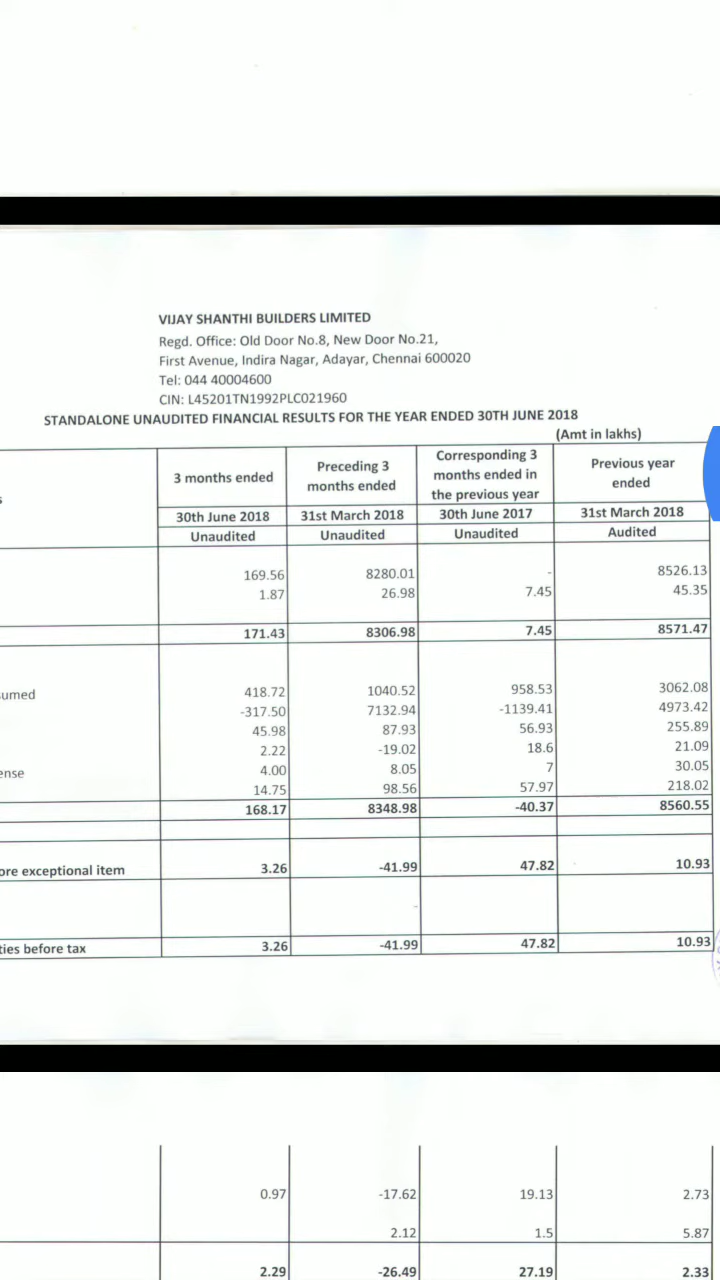 VIJAY SHANTHI BUILDERS LIMITED
Regd. Office: Old Door No.8, New Door No.21,
First Avenue, Indira Nagar, Adayar, Chennai 600020
Tel: 044 40004600
CIN: L45201TN1992PLC021960
STANDALONE UNAUDITED FINANCIAL RESULTS FOR THE YEAR ENDED 30TH JUNE 2018
(Amt in lakhs)
s 3 months ended Preceding 3 months ended Corresponding 3 months ended in the previous year Previous year ended
30th June 2018 31st March 2018 30th June 2017 31st March 2018
Unaudited Unaudited Unaudited Audited
169.56 8280.01 - 8526.13
1.87 26.98 7.45 45.35
171.43 8306.98 7.45 8571.47
sumed 418.72 1040.52 958.53 3062.08
-317.50 7132.94 -1139.41 4973.42
45.98 87.93 56.93 255.89
2.22 -19.02 18.6 21.09
ense 4.00 8.05 7 30.05
14.75 98.56 57.97 218.02
168.17 8348.98 -40.37 8560.55
ore exceptional item 3.26 -41.99 47.82 10.93
ties before tax 3.26 -41.99 47.82 10.93
0.97 -17.62 19.13 2.73
2.12 1.5 5.87
2.29 -26.49 27.19 2.33